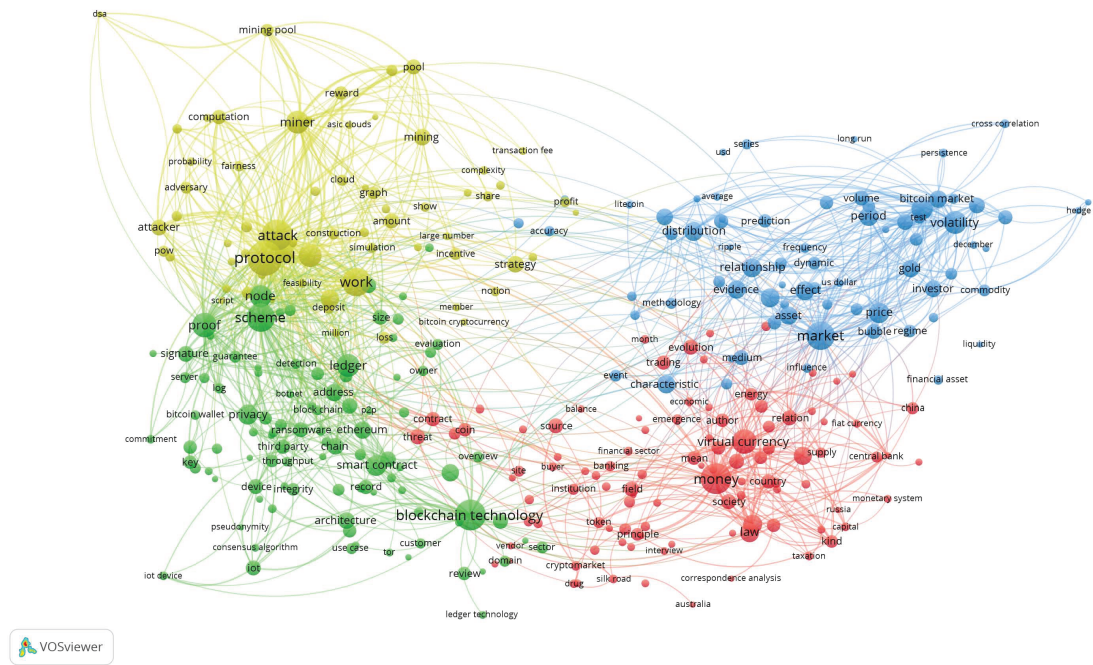 dsa
mining pool
pool
reward
computation
miner
asic clouds
mining
cross correlation
long run
series
usd
persistence
transaction fee
probability
fairness
complexity
adversary
cloud
graph
share
show
profit
litecoin
average
volume
bitcoin market
hedge
attacker
amount
period
test
volatility
construction
large number
accuracy
distribution
prediction
attack
december
pow
simulation
incentive
ripple
frequency
protocol
strategy
relationship
dynamic
gold
feasibility
work
us dollar
evidence
effect
investor
commodity
node
notion
script
deposit
member
methodology
scheme
size
bitcoin cryptocurrency
asset
price
proof
million
loss
month
market
bubble
regime
evaluation
evolution
liquidity
signature
guarantee
detection
ledger
owner
trading
medium
influence
server
event
characteristic
financial asset
log
botnet
address
energy
block chain
p2p
balance
economic
china
bitcoin wallet
privacy
contract
emergence
author
relation
fiat currency
source
ransomware
ethereum
coin
commitment
threat
virtual currency
third party
chain
overview
financial sector
mean
supply
central bank
key
throughput
smart contract
site
buyer
banking
money
country
device
integrity
record
institution
field
monetary system
society
russia
blockchain technology
architecture
token
capital
pseudonymity
principle
law
kind
consensus algorithm
use case
tor
customer
vendor
sector
interview
taxation
domain
iot
cryptomarket
iot device
review
drug
silk road
correspondence analysis
ledger technology
australia
VOSviewer